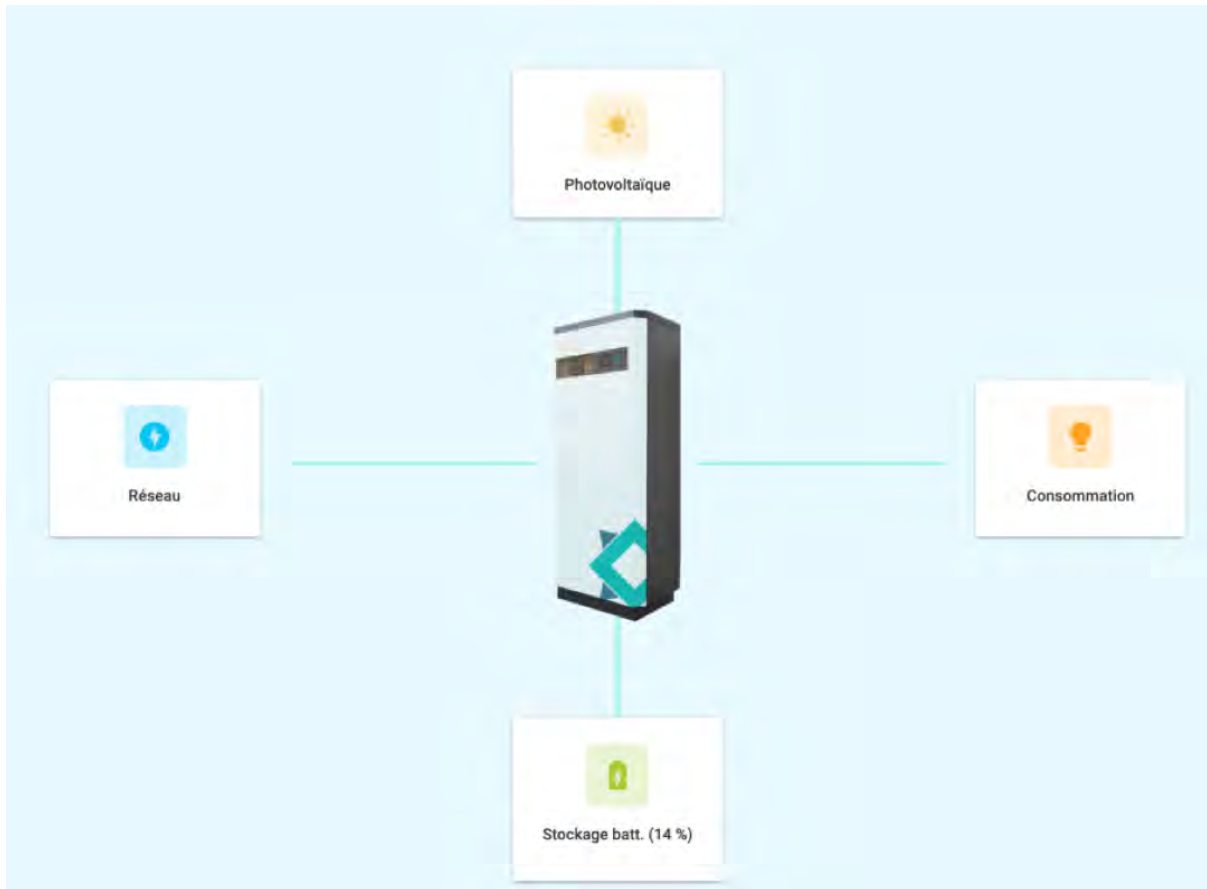 Photovoltaïque
Réseau
Consommation
Stockage batt. (14 %)